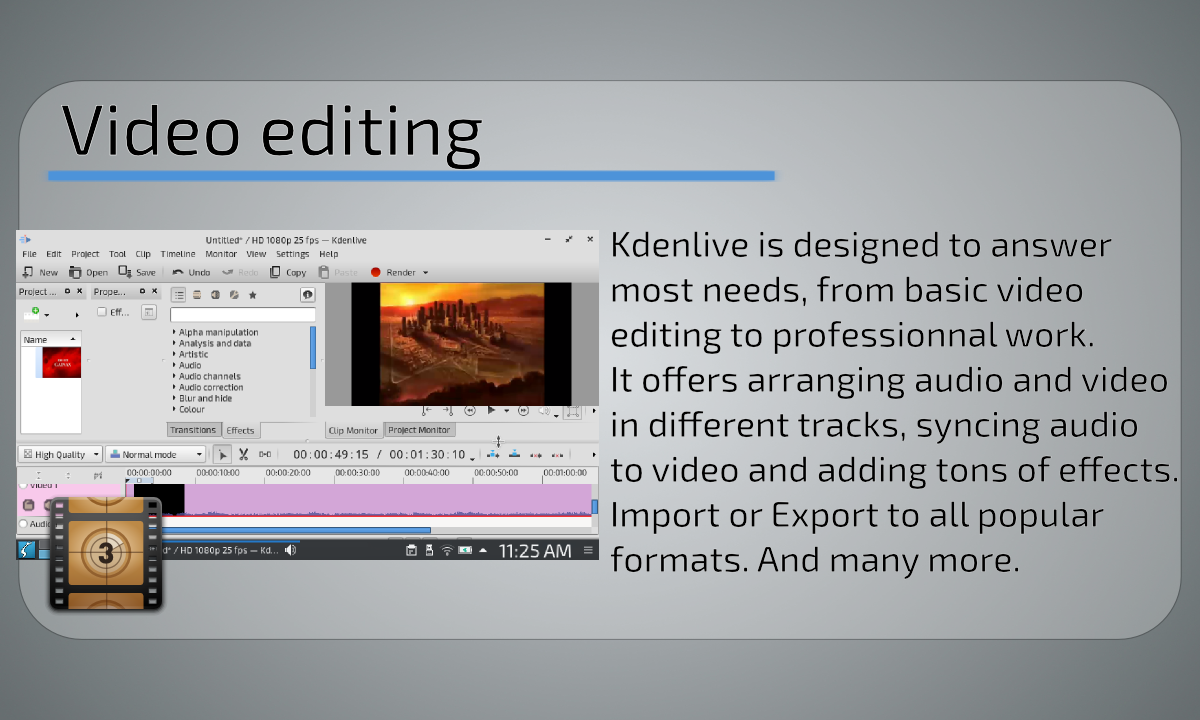 Video editing
Untitled* / HD 1080p 25 fps — Kdenlive
File Edit Project Tool Clip Timeline Monitor View Settings Help
New Open Save Undo Redo Copy Paste Render
Project ... Prope...
Eff...
Name
Alpha manipulation
Analysis and data
Artistic
Audio
Audio channels
Audio correction
Blur and hide
Colour
Transitions Effects
Clip Monitor Project Monitor
High Quality Normal mode 00:00:49:15 / 00:01:30:10
00:00:00:00 00:00:10:00 00:00:20:00 00:00:30:00 00:00:40:00 00:00:50:00 00:01:00:00
Video 1
3
d* / HD 1080p 25 fps — Kd... 11:25 AM
Kdenlive is designed to answer
most needs, from basic video
editing to professionnal work.
It offers arranging audio and video
in different tracks, syncing audio
to video and adding tons of effects.
Import or Export to all popular
formats. And many more.